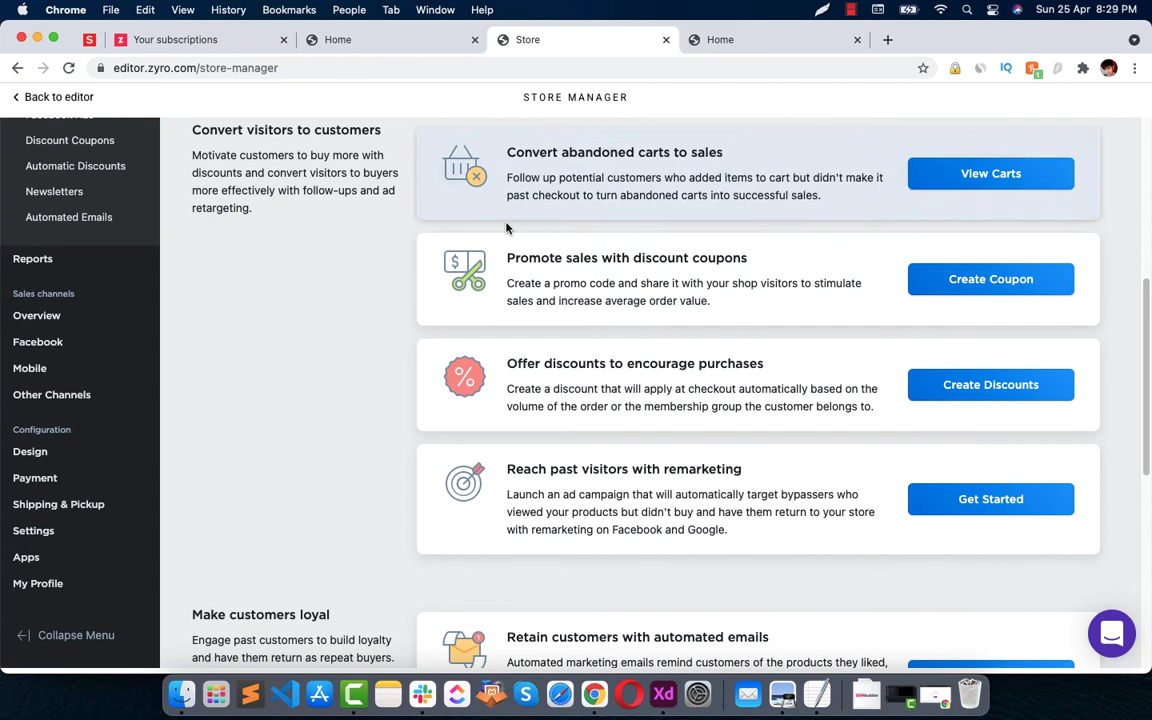 Chrome File Edit View History Bookmarks People Tab Window Help Sun 25 Apr 8:29 PM
S z Your subscriptions Home Store Home
editor.zyro.com/store-manager
Back to editor
STORE MANAGER
Discount Coupons
Automatic Discounts
Newsletters
Automated Emails
Reports
Sales channels
Overview
Facebook
Mobile
Other Channels
Configuration
Design
Payment
Shipping & Pickup
Settings
Apps
My Profile
Collapse Menu
Convert visitors to customers
Motivate customers to buy more with
discounts and convert visitors to buyers
more effectively with follow-ups and ad
retargeting.
Convert abandoned carts to sales
Follow up potential customers who added items to cart but didn't make it
past checkout to turn abandoned carts into successful sales.
View Carts
Promote sales with discount coupons
Create a promo code and share it with your shop visitors to stimulate
sales and increase average order value.
Create Coupon
Offer discounts to encourage purchases
Create a discount that will apply at checkout automatically based on the
volume of the order or the membership group the customer belongs to.
Create Discounts
Reach past visitors with remarketing
Launch an ad campaign that will automatically target bypassers who
viewed your products but didn't buy and have them return to your store
with remarketing on Facebook and Google.
Get Started
Make customers loyal
Engage past customers to build loyalty
and have them return as repeat buyers.
Retain customers with automated emails
Automated marketing emails remind customers of the products they liked,